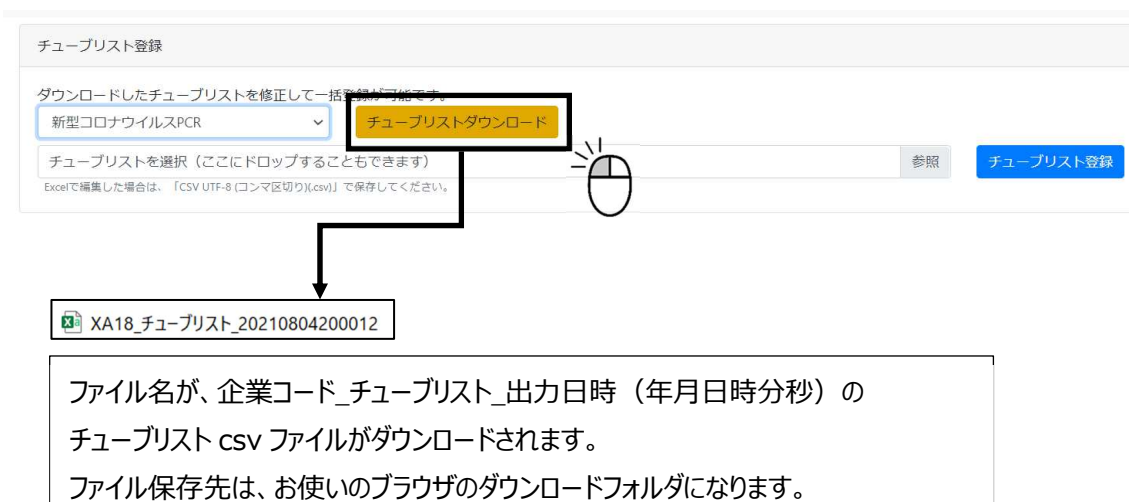 チューブリスト登録
ダウンロードしたチューブリストを修正して一括登録が可能です。
新型コロナウイルスPCR
チューブリストダウンロード
チューブリストを選択（ここにドロップすることもできます）
参照
チューブリスト登録
Excelで編集した場合は、「CSV UTF-8 (コンマ区切り)(.csv)」で保存してください。
XA18_チューブリスト_20210804200012
ファイル名が、企業コード_チューブリスト_出力日時（年月日時分秒）の
チューブリスト csv ファイルがダウンロードされます。
ファイル保存先は、お使いのブラウザのダウンロードフォルダになります。